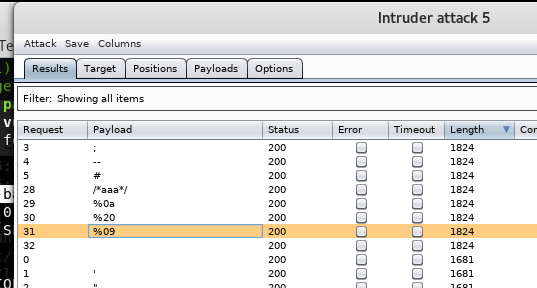 Intruder attack 5
Attack Save Columns
Results Target Positions Payloads Options
Filter: Showing all items
Request Payload Status Error Timeout Length
3 ; 200 1824
4 -- 200 1824
5 # 200 1824
28 /*aaa*/ 200 1824
29 %0a 200 1824
30 %20 200 1824
31 %09 200 1824
32 200 1824
0 200 1681
1 ' 200 1681
2 " 200 1681